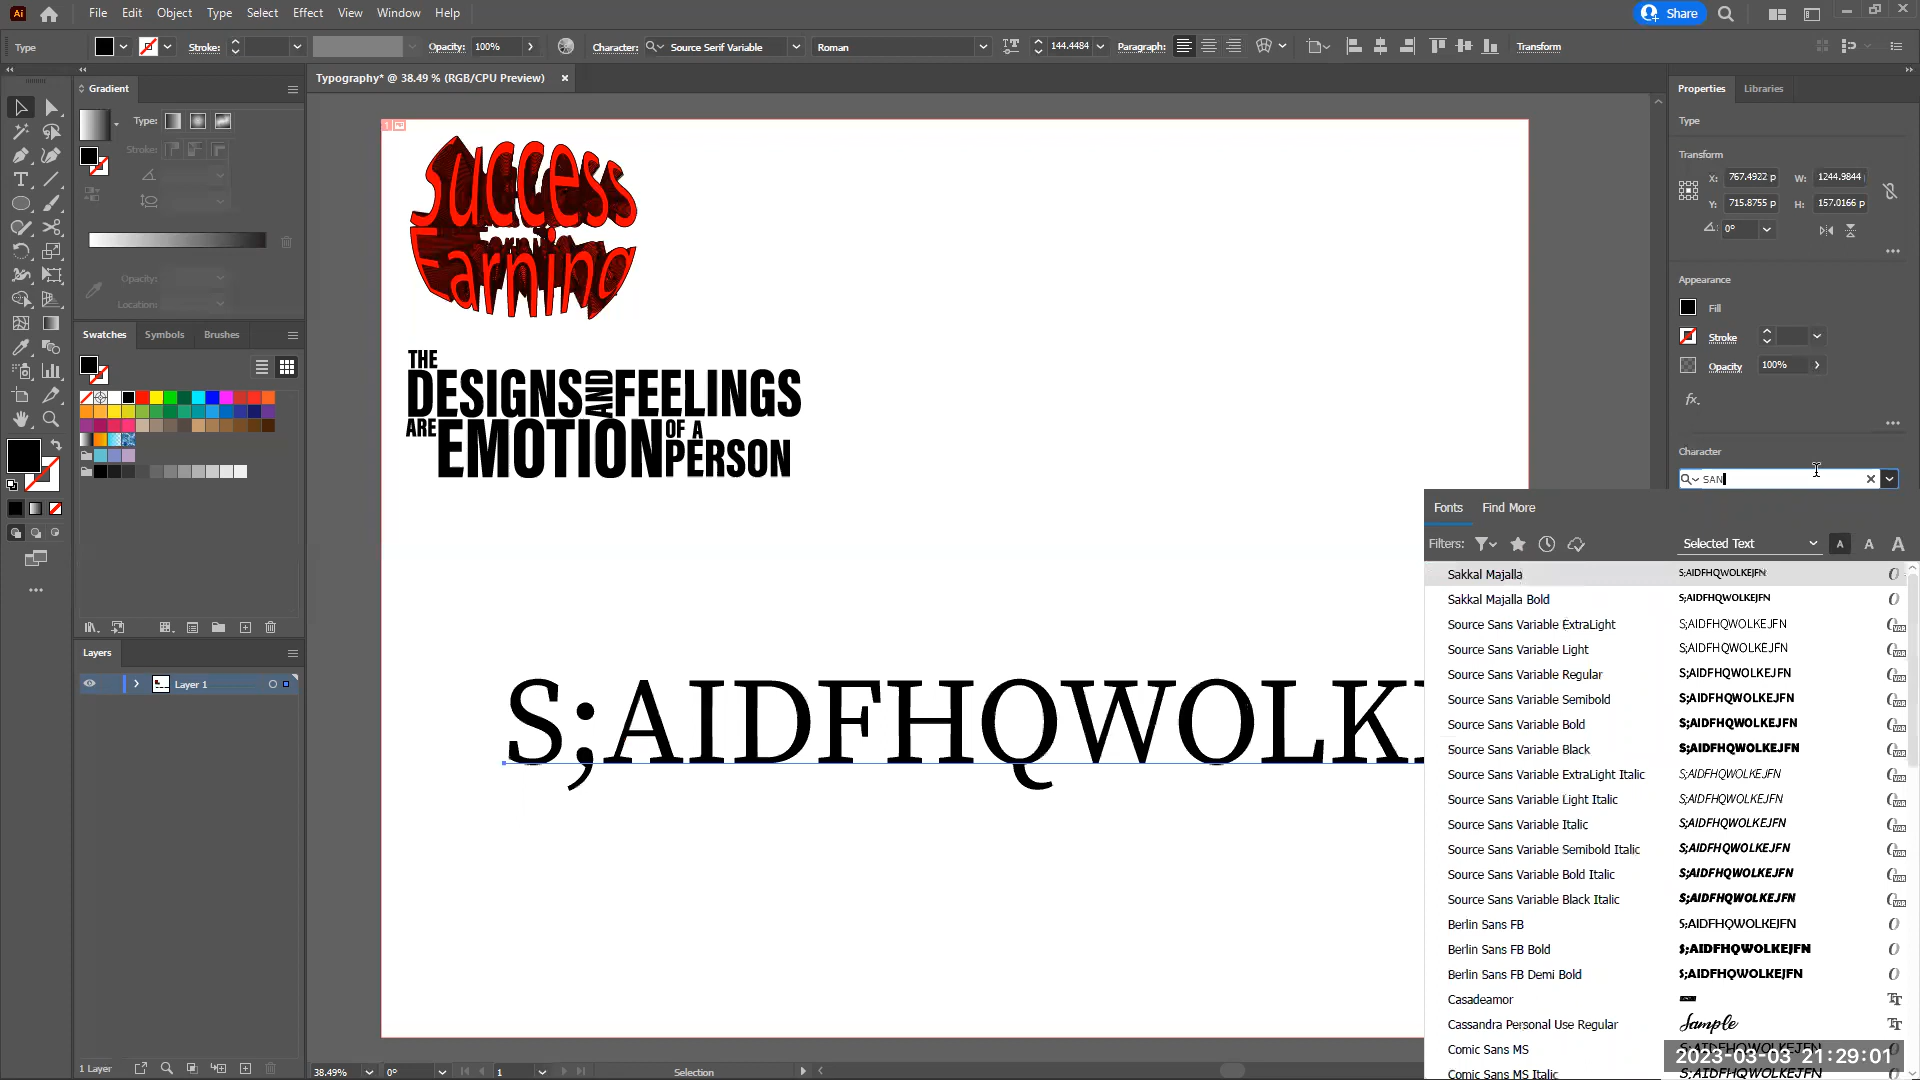 Ai File Edit Object Type Select Effect View Window Help Share
Type Stroke: Opacity: 100% Character: Source Serif Variable Roman 144.4484 Paragraph: Transform
Gradient
Typography* @ 38.49 % (RGB/CPU Preview)
Properties Libraries
Type:
Stroke:
Opacity:
Location:
Swatches Symbols Brushes
Layers
Layer 1
1 Layer
Success
Earning
THE
DESIGNS AND FEELINGS
ARE EMOTION OF A
PERSON
S;AIDFHQWOLK
Type
Transform
X: 767.4922 p W: 1244.9844
Y: 715.8755 p H: 157.0166 p
0°
Appearance
Fill
Stroke
Opacity 100%
fx.
Character
SAN
Fonts Find More
Filters: Selected Text A A A
Sakkal Majalla S;AIDFHQWOLKEJFN
Sakkal Majalla Bold S;AIDFHQWOLKEJFN
Source Sans Variable ExtraLight S;AIDFHQWOLKEJFN
Source Sans Variable Light S;AIDFHQWOLKEJFN
Source Sans Variable Regular S;AIDFHQWOLKEJFN
Source Sans Variable Semibold S;AIDFHQWOLKEJFN
Source Sans Variable Bold S;AIDFHQWOLKEJFN
Source Sans Variable Black S;AIDFHQWOLKEJFN
Source Sans Variable ExtraLight Italic S;AIDFHQWOLKEJFN
Source Sans Variable Light Italic S;AIDFHQWOLKEJFN
Source Sans Variable Italic S;AIDFHQWOLKEJFN
Source Sans Variable Semibold Italic S;AIDFHQWOLKEJFN
Source Sans Variable Bold Italic S;AIDFHQWOLKEJFN
Source Sans Variable Black Italic S;AIDFHQWOLKEJFN
Berlin Sans FB S;AIDFHQWOLKEJFN
Berlin Sans FB Bold S;AIDFHQWOLKEJFN
Berlin Sans FB Demi Bold S;AIDFHQWOLKEJFN
Casadeamor
Cassandra Personal Use Regular Sample
Comic Sans MS S;AIDFHQWOLKEJFN
Comic Sans MS Italic S;AIDFHQWOLKEJFN
2023-03-03 21:29:01
38.49% 0° 1 Selection